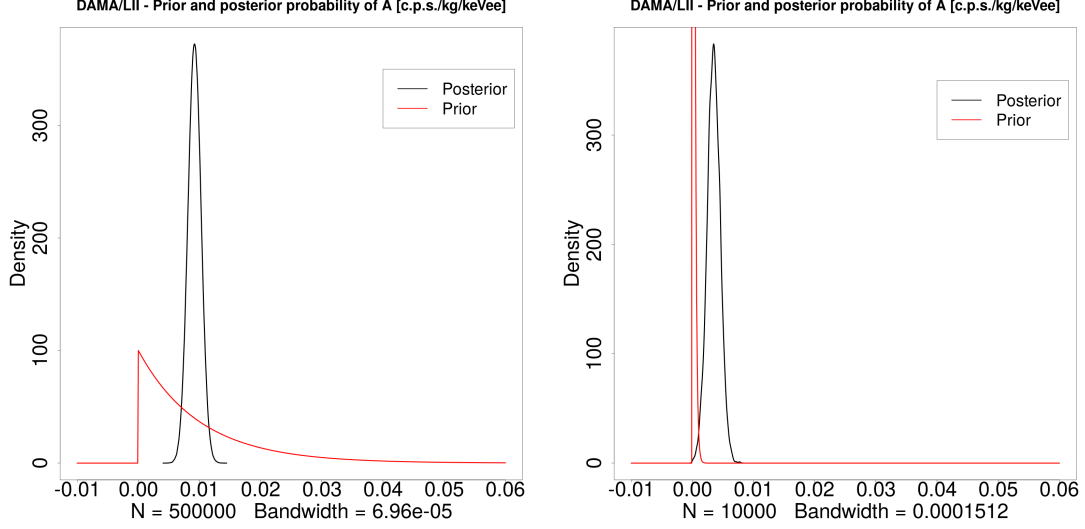 DAMA/LII - Prior and posterior probability of A [c.p.s./kg/keVee]
Density
0
100
200
300
Posterior
Prior
-0.01 0.00 0.01 0.02 0.03 0.04 0.05 0.06
N = 500000 Bandwidth = 6.96e-05
DAMA/LII - Prior and posterior probability of A [c.p.s./kg/keVee]
Density
0
100
200
300
Posterior
Prior
-0.01 0.00 0.01 0.02 0.03 0.04 0.05 0.06
N = 10000 Bandwidth = 0.0001512